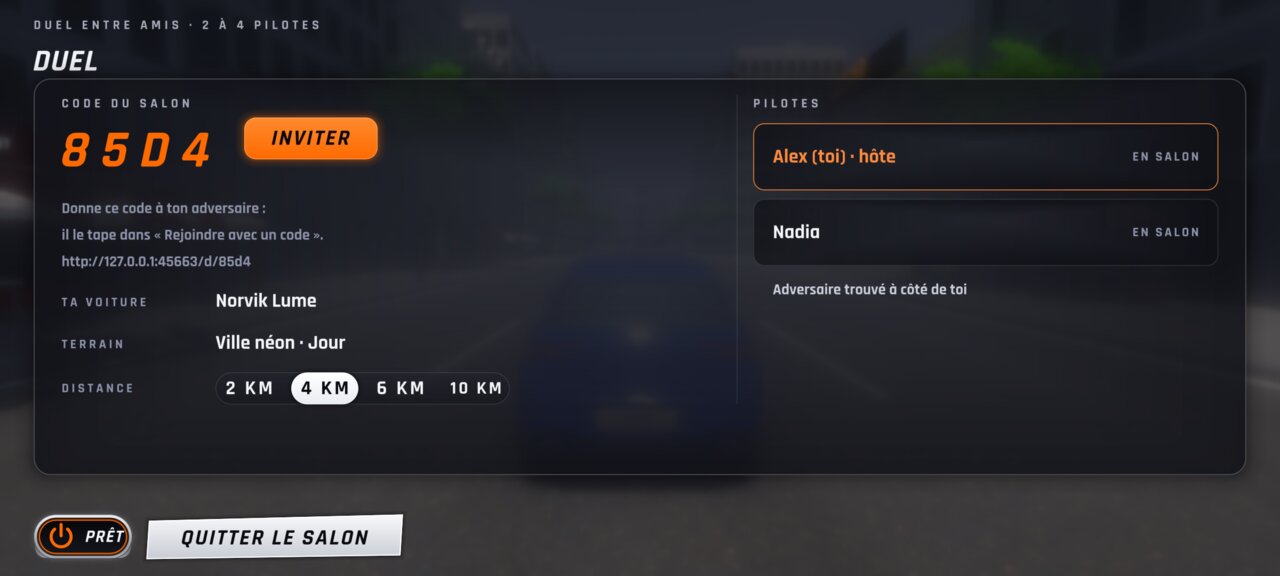 DUEL ENTRE AMIS · 2 À 4 PILOTES
DUEL
CODE DU SALON
85D4
INVITER
Donne ce code à ton adversaire :
il le tape dans « Rejoindre avec un code ».
http://127.0.0.1:45663/d/85d4
TA VOITURE Norvik Lume
TERRAIN Ville néon · Jour
DISTANCE 2 KM 4 KM 6 KM 10 KM
PILOTES
Alex (toi) · hôte EN SALON
Nadia EN SALON
Adversaire trouvé à côté de toi
PRÊT
QUITTER LE SALON